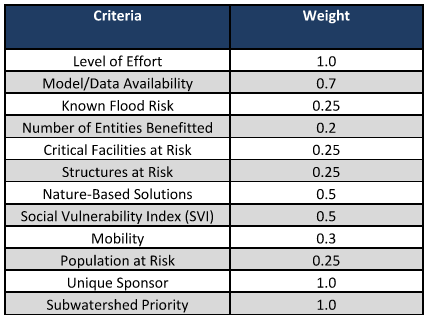 Criteria Weight
Level of Effort 1.0
Model/Data Availability 0.7
Known Flood Risk 0.25
Number of Entities Benefitted 0.2
Critical Facilities at Risk 0.25
Structures at Risk 0.25
Nature-Based Solutions 0.5
Social Vulnerability Index (SVI) 0.5
Mobility 0.3
Population at Risk 0.25
Unique Sponsor 1.0
Subwatershed Priority 1.0